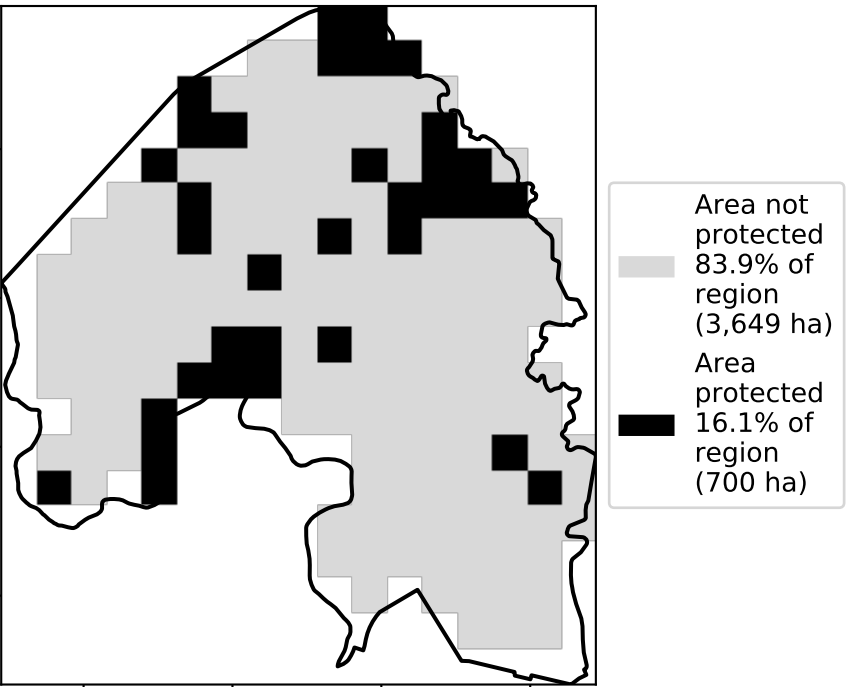 Area not
protected
83.9% of
region
(3,649 ha)
Area
protected
16.1% of
region
(700 ha)